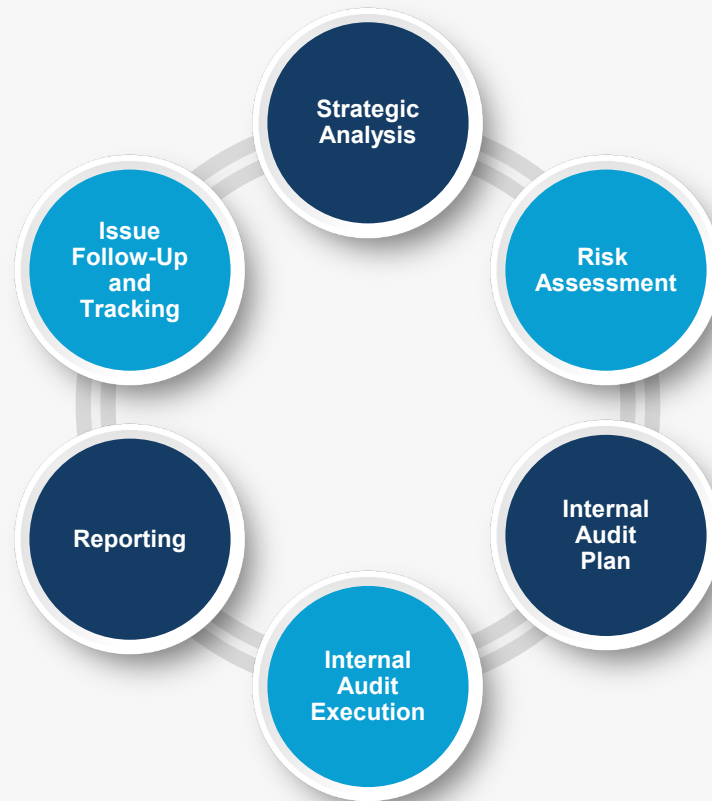 Strategic
Analysis
Risk
Assessment
Internal
Audit
Plan
Internal
Audit
Execution
Reporting
Issue
Follow-Up
and
Tracking